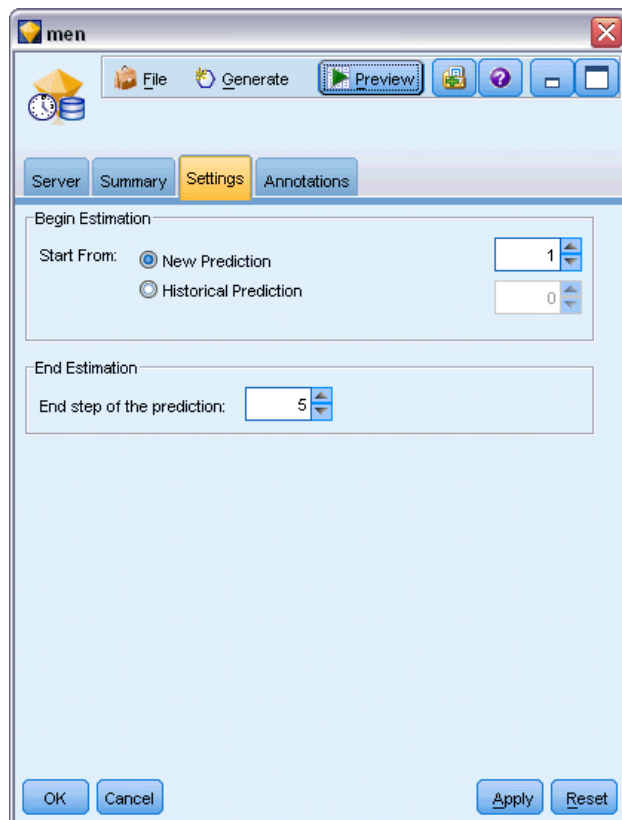 men
File Generate Preview
Server Summary Settings Annotations
Begin Estimation
Start From: New Prediction 1
Historical Prediction 0
End Estimation
End step of the prediction: 5
OK Cancel Apply Reset